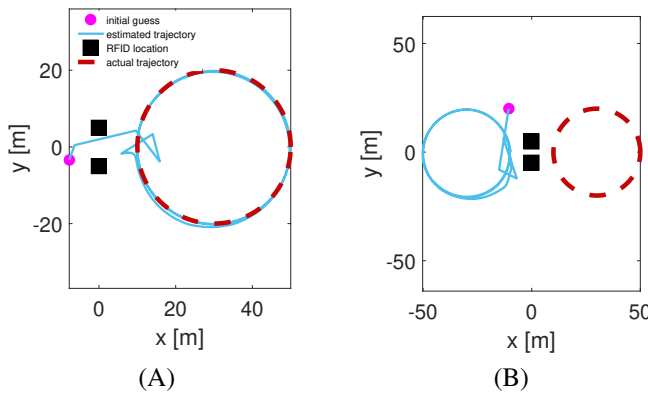 initial guess
estimated trajectory
RFID location
actual trajectory
20
0
-20
y [m]
0
20
40
x [m]
(A)
50
0
-50
y [m]
-50
0
50
x [m]
(B)